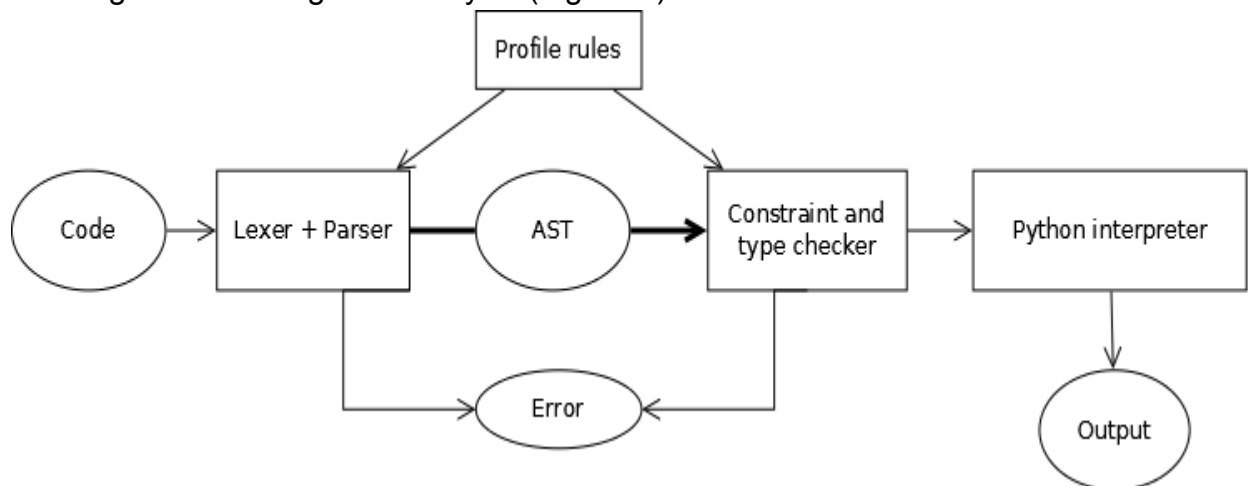 Profile rules
Code
Lexer + Parser
AST
Constraint and
type checker
Python interpreter
Error
Output